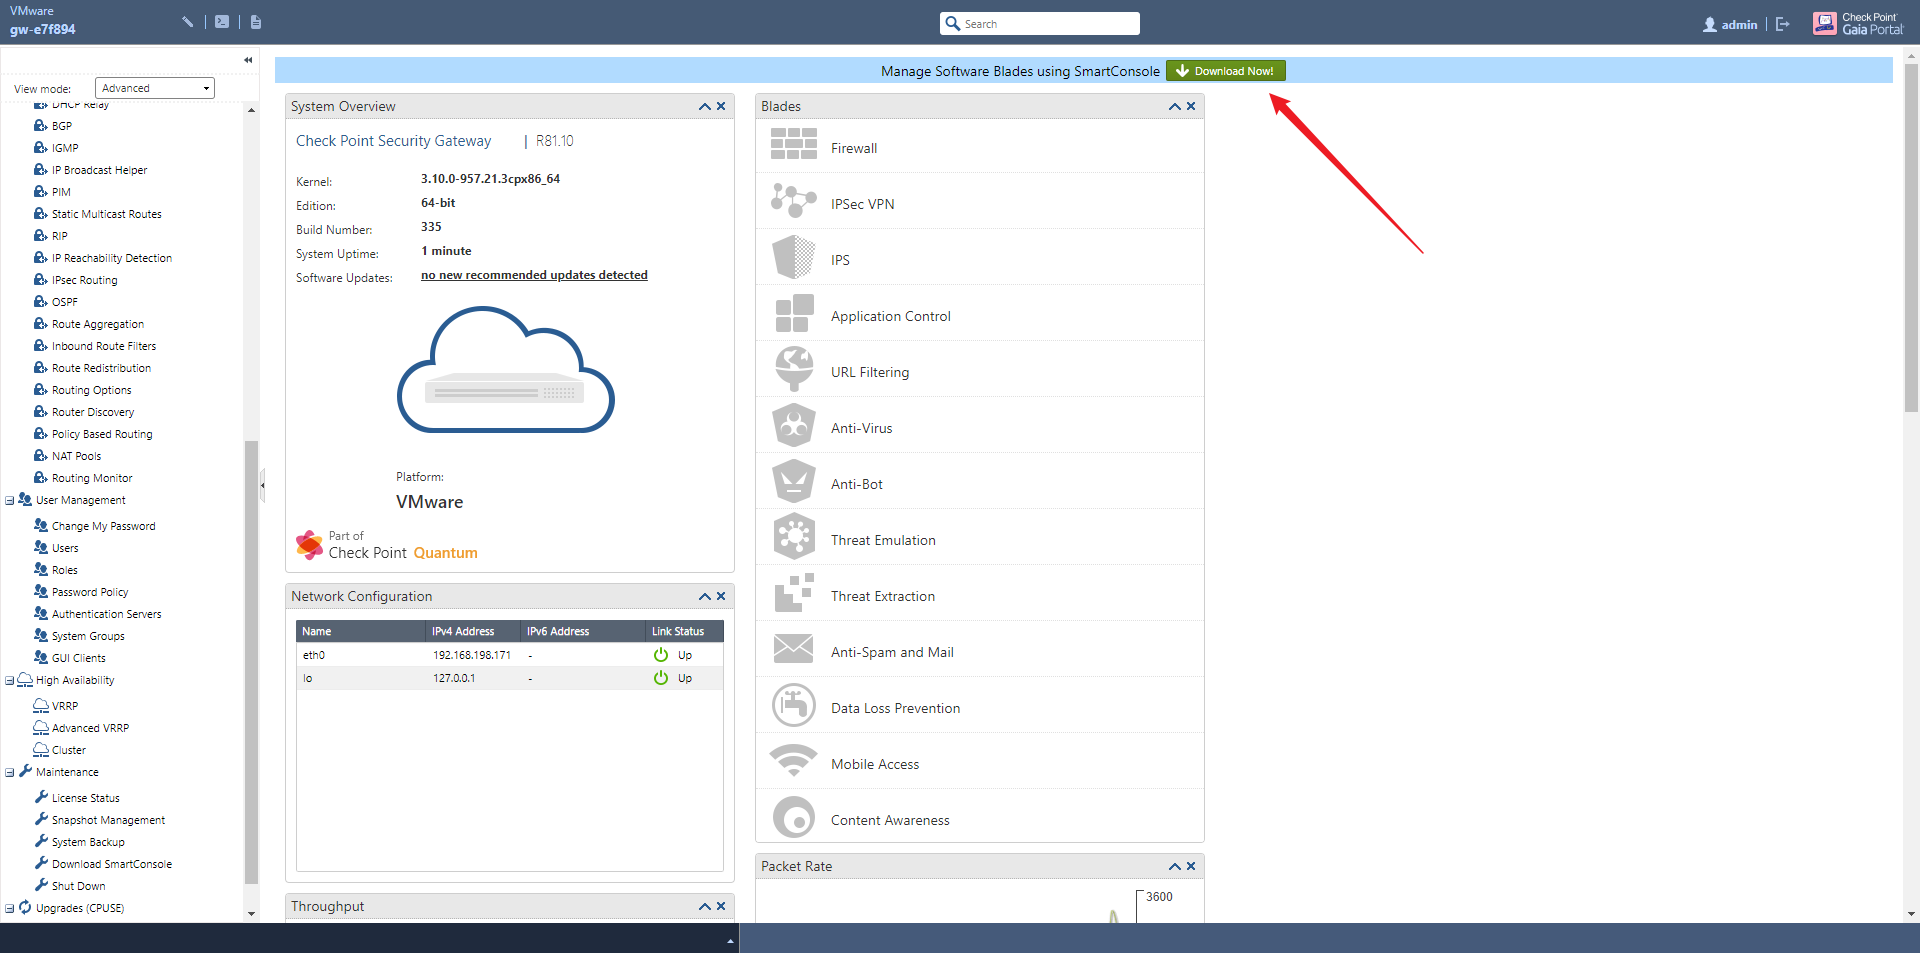 VMware
gw-e7f894
Search
admin
Check Point
Gaia Portal
View mode:
Advanced
DHCP Relay
BGP
IGMP
IP Broadcast Helper
PIM
Static Multicast Routes
RIP
IP Reachability Detection
IPsec Routing
OSPF
Route Aggregation
Inbound Route Filters
Route Redistribution
Routing Options
Router Discovery
Policy Based Routing
NAT Pools
Routing Monitor
User Management
Change My Password
Users
Roles
Password Policy
Authentication Servers
System Groups
GUI Clients
High Availability
VRRP
Advanced VRRP
Cluster
Maintenance
License Status
Snapshot Management
System Backup
Download SmartConsole
Shut Down
Upgrades (CPUSE)
Manage Software Blades using SmartConsole Download Now!
System Overview
Check Point Security Gateway | R81.10
Kernel: 3.10.0-957.21.3cpx86_64
Edition: 64-bit
Build Number: 335
System Uptime: 1 minute
Software Updates: no new recommended updates detected
Platform:
VMware
Part of
Check Point Quantum
Network Configuration
Name IPv4 Address IPv6 Address Link Status
eth0 192.168.198.171 - Up
lo 127.0.0.1 - Up
Throughput
Blades
Firewall
IPSec VPN
IPS
Application Control
URL Filtering
Anti-Virus
Anti-Bot
Threat Emulation
Threat Extraction
Anti-Spam and Mail
Data Loss Prevention
Mobile Access
Content Awareness
Packet Rate
3600